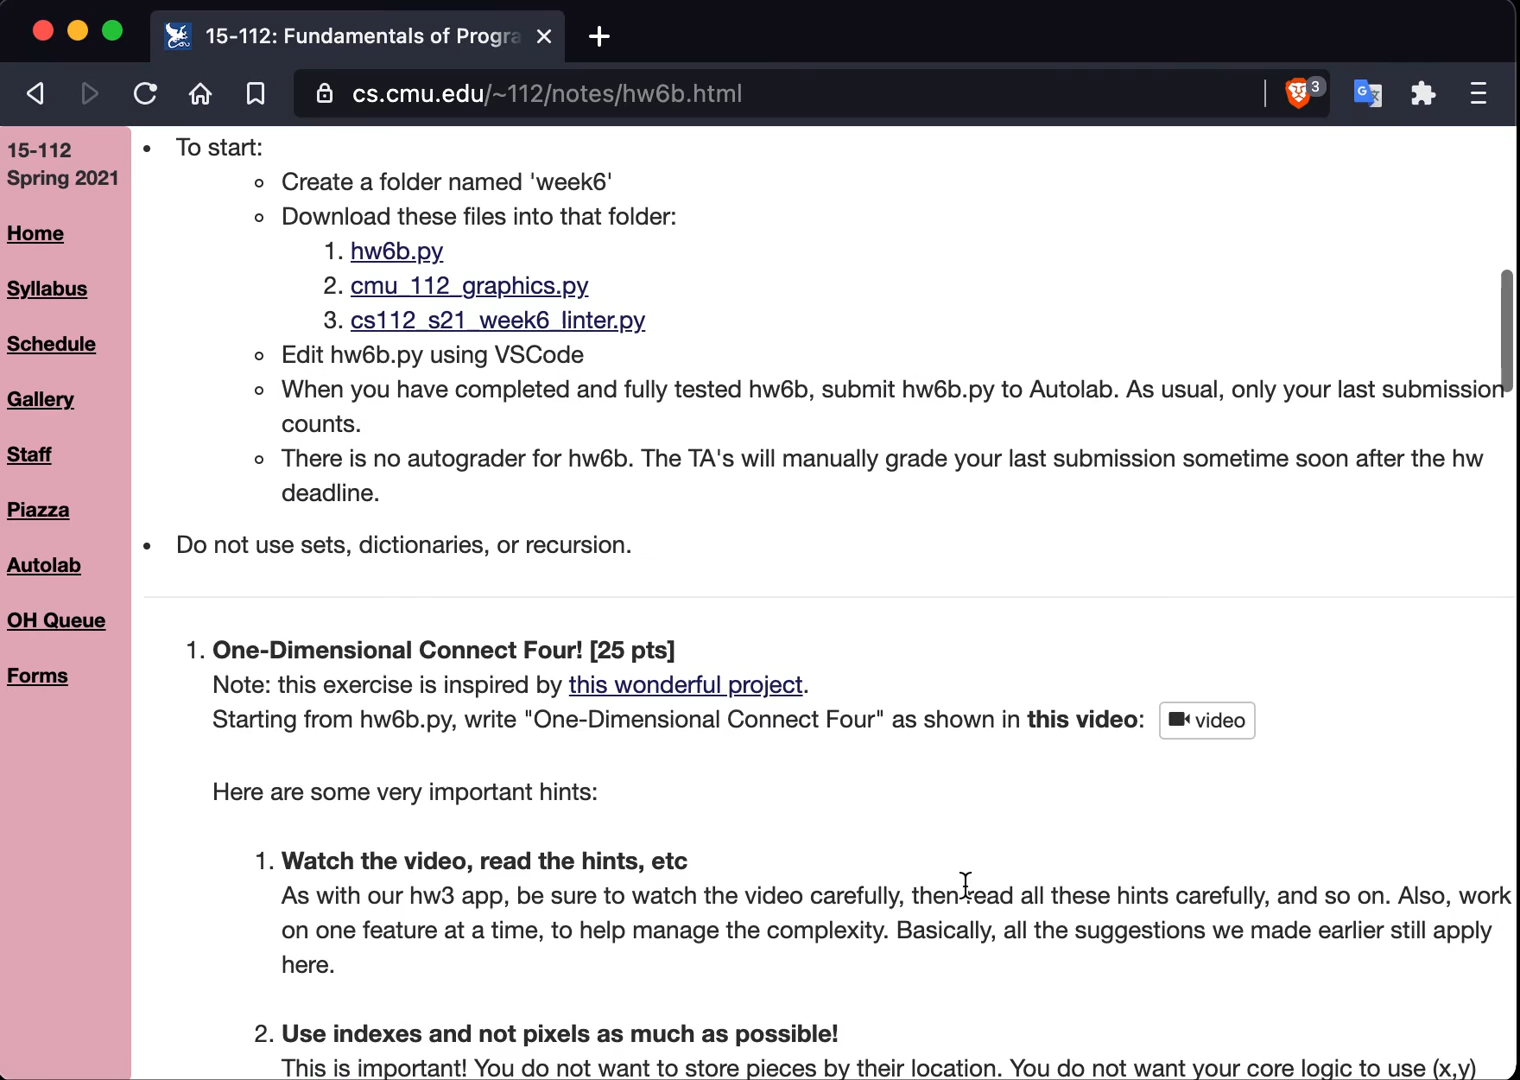 15-112: Fundamentals of Progra
cs.cmu.edu/~112/notes/hw6b.html
3
15-112
Spring 2021
Home
Syllabus
Schedule
Gallery
Staff
Piazza
Autolab
OH Queue
Forms
• To start:
Create a folder named 'week6'
Download these files into that folder:
1. hw6b.py
2. cmu_112_graphics.py
3. cs112_s21_week6_linter.py
Edit hw6b.py using VSCode
When you have completed and fully tested hw6b, submit hw6b.py to Autolab. As usual, only your last submission
counts.
There is no autograder for hw6b. The TA's will manually grade your last submission sometime soon after the hw
deadline.
• Do not use sets, dictionaries, or recursion.
1. One-Dimensional Connect Four! [25 pts]
Note: this exercise is inspired by this wonderful project.
Starting from hw6b.py, write "One-Dimensional Connect Four" as shown in this video: video
Here are some very important hints:
1. Watch the video, read the hints, etc
As with our hw3 app, be sure to watch the video carefully, then read all these hints carefully, and so on. Also, work
on one feature at a time, to help manage the complexity. Basically, all the suggestions we made earlier still apply
here.
2. Use indexes and not pixels as much as possible!
This is important! You do not want to store pieces by their location. You do not want your core logic to use (x,y)